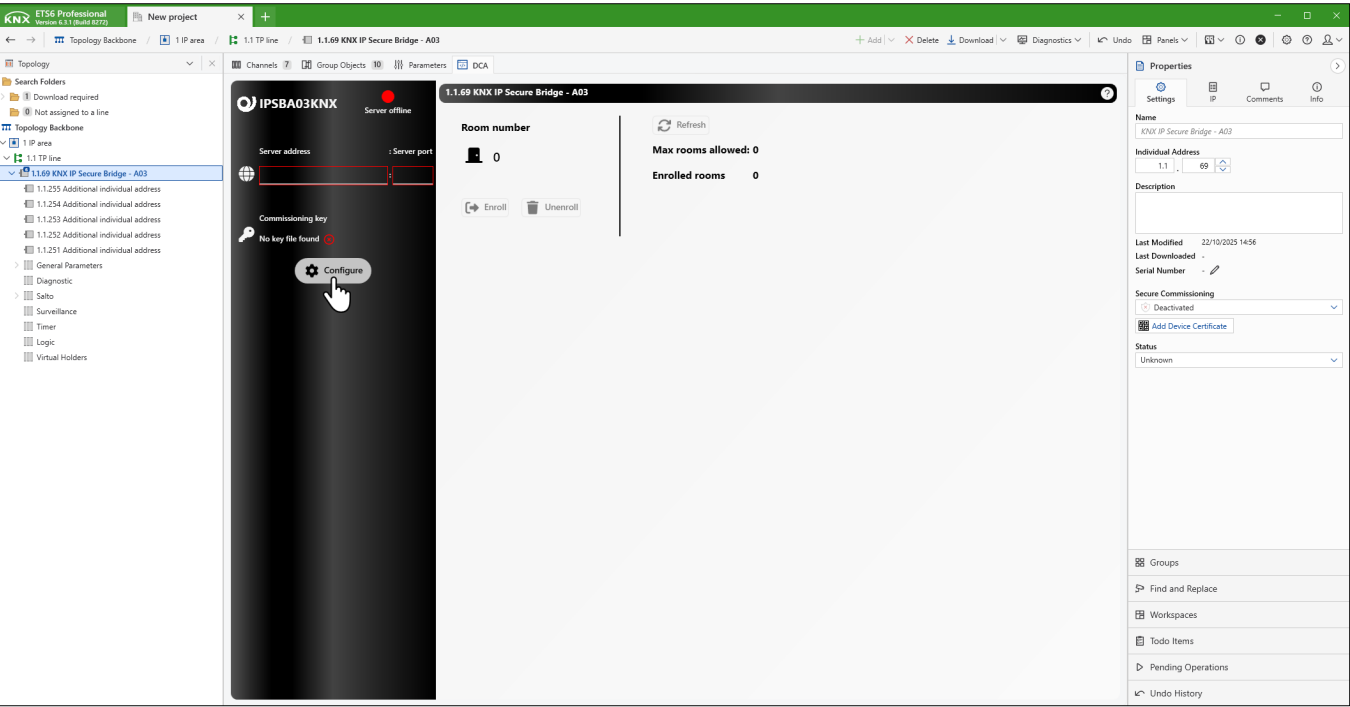 KNX ETS6 Professional
Version 6.3.1 (Build 8272)
New project
Topology Backbone / 1 IP area / 1.1 TP line / 1.1.69 KNX IP Secure Bridge - A03
Add Delete Download Diagnostics Undo Panels
Topology
Search Folders
1 Download required
0 Not assigned to a line
Topology Backbone
1 IP area
1.1 TP line
1.1.69 KNX IP Secure Bridge - A03
1.1.255 Additional individual address
1.1.254 Additional individual address
1.1.253 Additional individual address
1.1.252 Additional individual address
1.1.251 Additional individual address
General Parameters
Diagnostic
Salto
Surveillance
Timer
Logic
Virtual Holders
Channels 7 Group Objects 10 Parameters DCA
IPSBA03KNX
Server offline
Server address : Server port
:
Commissioning key
No key file found
Configure
1.1.69 KNX IP Secure Bridge - A03
Room number
0
Enroll Unenroll
Refresh
Max rooms allowed: 0
Enrolled rooms 0
Properties
Settings IP Comments Info
Name
KNX IP Secure Bridge - A03
Individual Address
1.1 . 69
Description
Last Modified 22/10/2025 14:56
Last Downloaded -
Serial Number -
Secure Commissioning
Deactivated
Add Device Certificate
Status
Unknown
Groups
Find and Replace
Workspaces
Todo Items
Pending Operations
Undo History